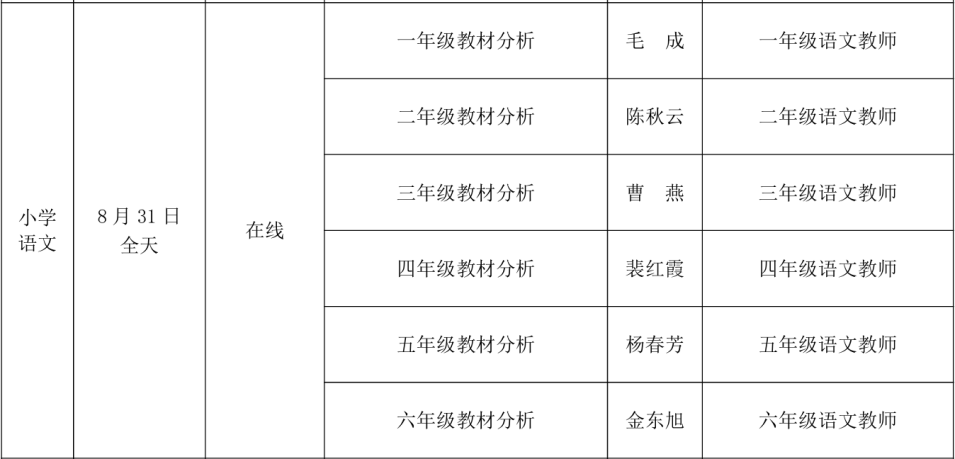 小学
语文
8月31日
全天
在线
一年级教材分析
毛 成
一年级语文教师
二年级教材分析
陈秋云
二年级语文教师
三年级教材分析
曹 燕
三年级语文教师
四年级教材分析
裴红霞
四年级语文教师
五年级教材分析
杨春芳
五年级语文教师
六年级教材分析
金东旭
六年级语文教师